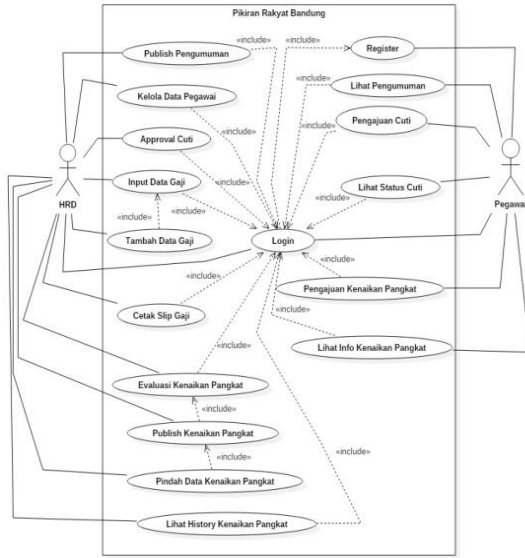 Pikiran Rakyat Bandung
Publish Pengumuman
«include»
«include»
Register
Kelola Data Pegawai
Lihat Pengumuman
«include»
«include»
Approval Cuti
Pengajuan Cuti
«include»
«include»
Input Data Gaji
Lihat Status Cuti
HRD
Pegawai
«include»
«include»
«include»
Tambah Data Gaji
Login
«include»
«include»
Pengajuan Kenaikan Pangkat
Cetak Slip Gaji
«include»
«include»
Lihat Info Kenaikan Pangkat
Evaluasi Kenaikan Pangkat
«include»
Publish Kenaikan Pangkat
«include»
«include»
Pindah Data Kenaikan Pangkat
Lihat History Kenaikan Pangkat